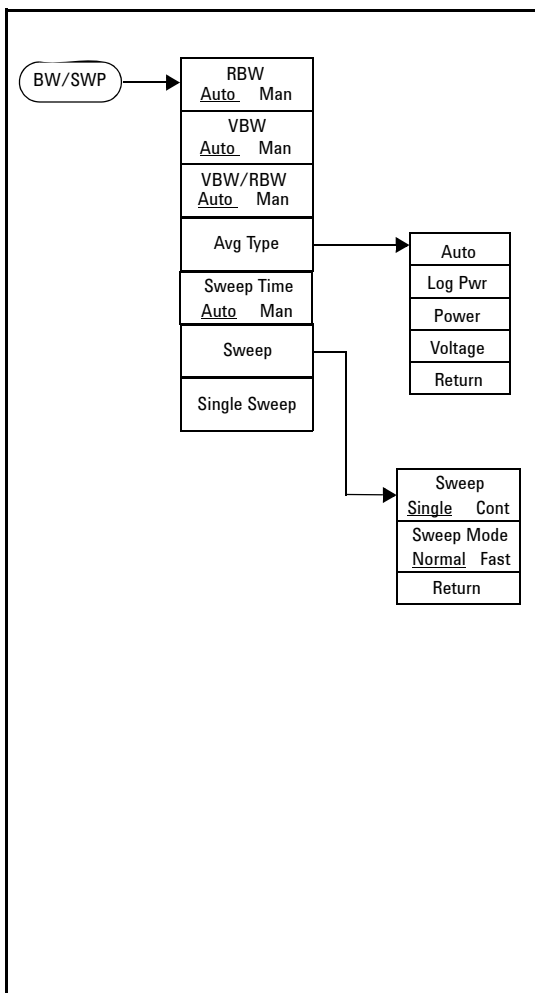 BW/SWP
RBW
Auto Man
VBW
Auto Man
VBW/RBW
Auto Man
Avg Type
Sweep Time
Auto Man
Sweep
Single Sweep
Auto
Log Pwr
Power
Voltage
Return
Sweep
Single Cont
Sweep Mode
Normal Fast
Return